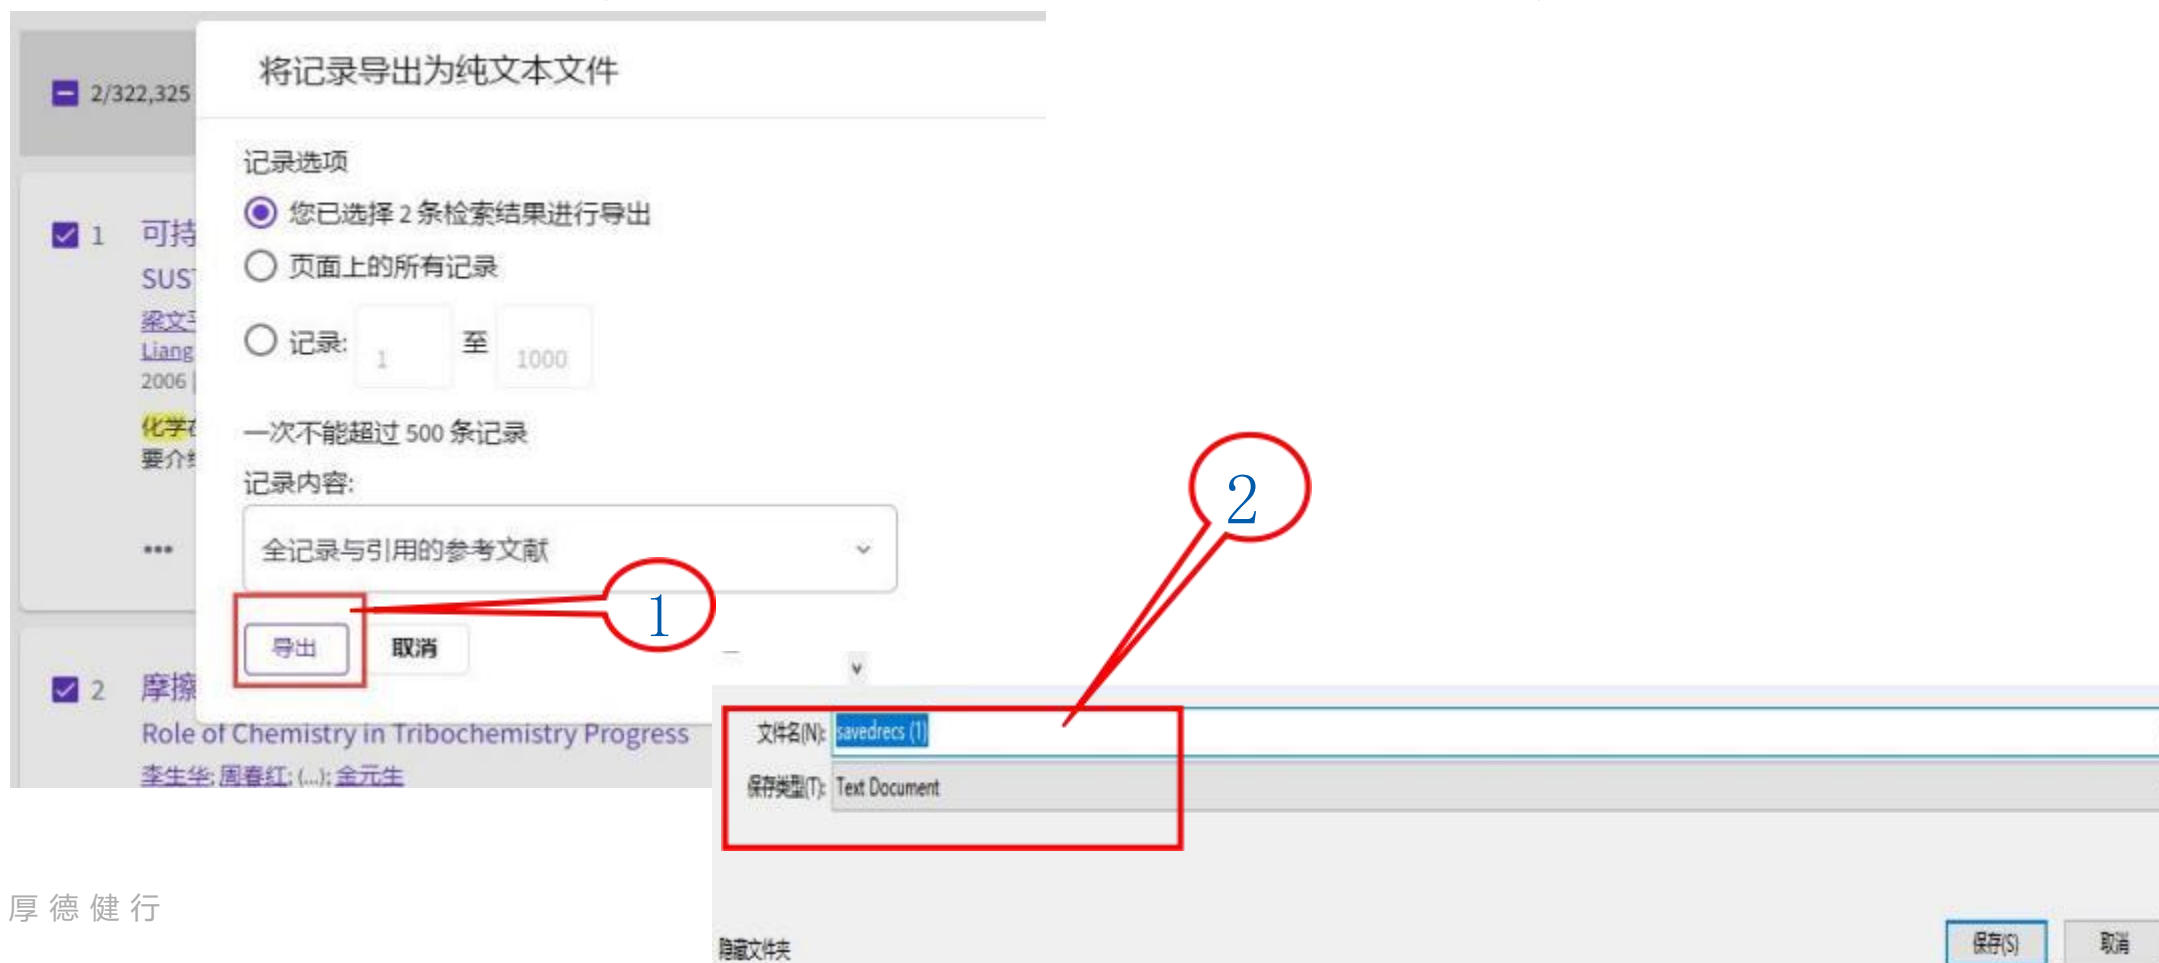 将记录导出为纯文本文件
2/322,325
记录选项
您已选择 2 条检索结果进行导出
页面上的所有记录
记录: 1 至 1000
一次不能超过 500 条记录
记录内容:
全记录与引用的参考文献
导出 取消
1 可持
SUS
梁文
Liang
2006
化学
要介
2 摩擦
Role of Chemistry in Tribochemistry Progress
李生华; 周春红; (...); 金元生
1
2
文件名(N): savedrecs (1)
保存类型(T): Text Document
隐藏文件夹
保存(S) 取消
厚德健行